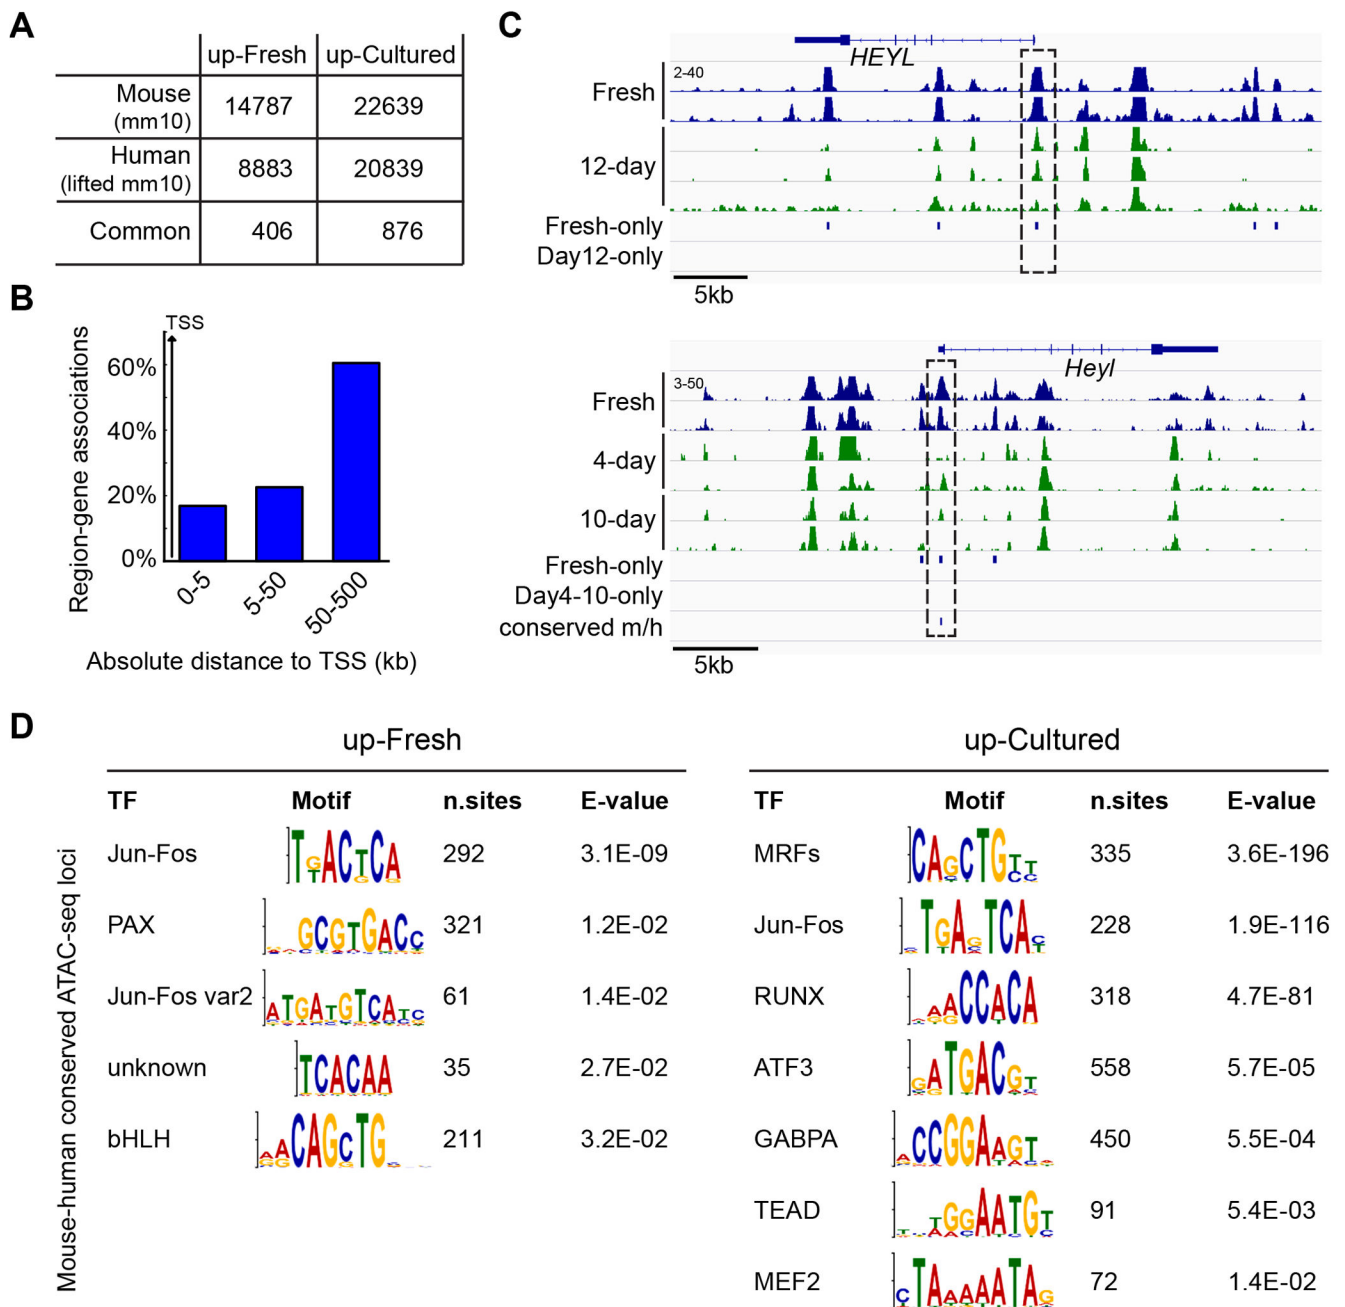 A
up-Fresh up-Cultured
Mouse (mm10) 14787 22639
Human (lifted mm10) 8883 20839
Common 406 876
B
TSS
Region-gene associations
60%
40%
20%
0%
0-5 5-50 50-500
Absolute distance to TSS (kb)
C
HEYL
2-40
Fresh
12-day
Fresh-only
Day12-only
5kb
Heyl
3-50
Fresh
4-day
10-day
Fresh-only
Day4-10-only
conserved m/h
5kb
D
Mouse-human conserved ATAC-seq loci
up-Fresh
TF Motif n.sites E-value
Jun-Fos 292 3.1E-09
PAX 321 1.2E-02
Jun-Fos var2 61 1.4E-02
unknown TCACAA 35 2.7E-02
bHLH 211 3.2E-02
up-Cultured
TF Motif n.sites E-value
MRFs 335 3.6E-196
Jun-Fos 228 1.9E-116
RUNX 318 4.7E-81
ATF3 558 5.7E-05
GABPA 450 5.5E-04
TEAD 91 5.4E-03
MEF2 72 1.4E-02